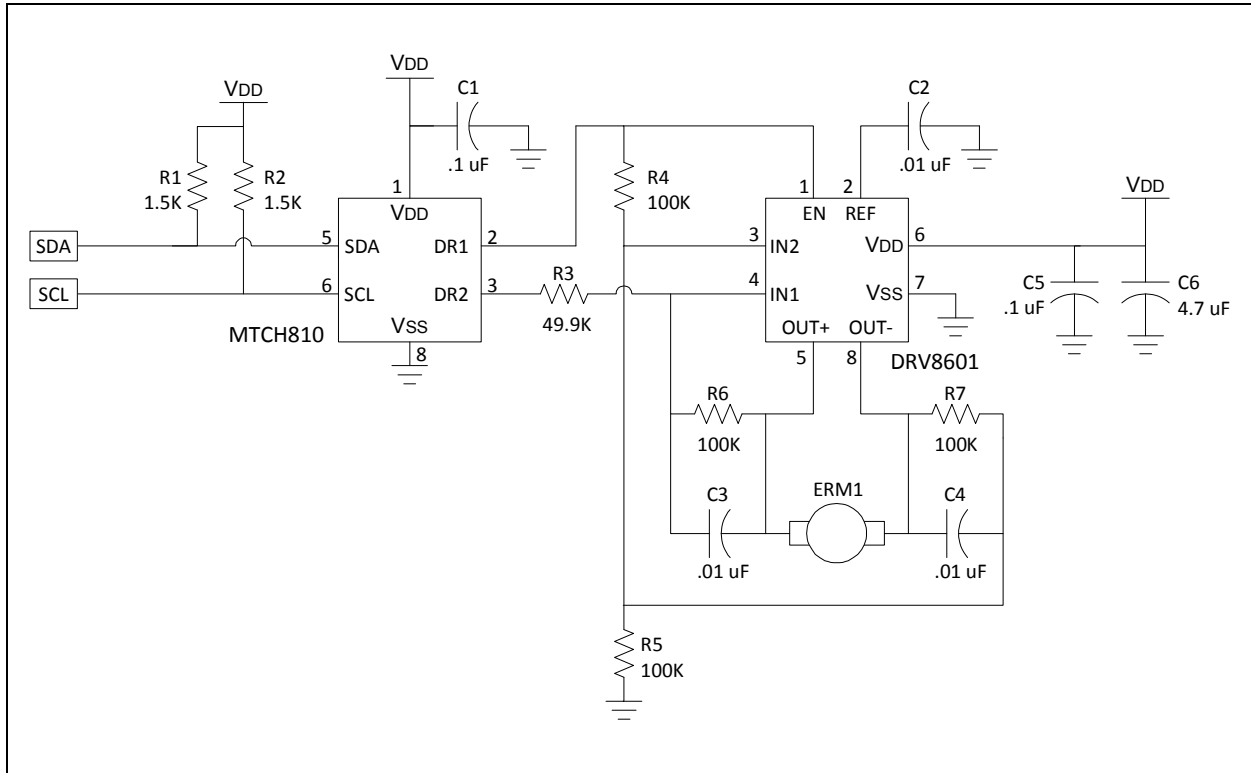 VDD
C1
C2
VDD
.1 uF
.01 uF
R1
1.5K
R2
1.5K
R4
100K
VDD
1
VDD
1
EN
2
REF
SDA
5
SDA
DR1
2
3
IN2
VDD
6
SCL
6
SCL
DR2
3
R3
49.9K
4
IN1
VSS
7
C5
.1 uF
C6
4.7 uF
MTCH810
VSS
8
OUT+
OUT-
5
8
DRV8601
R6
100K
R7
100K
C3
.01 uF
ERM1
C4
.01 uF
R5
100K